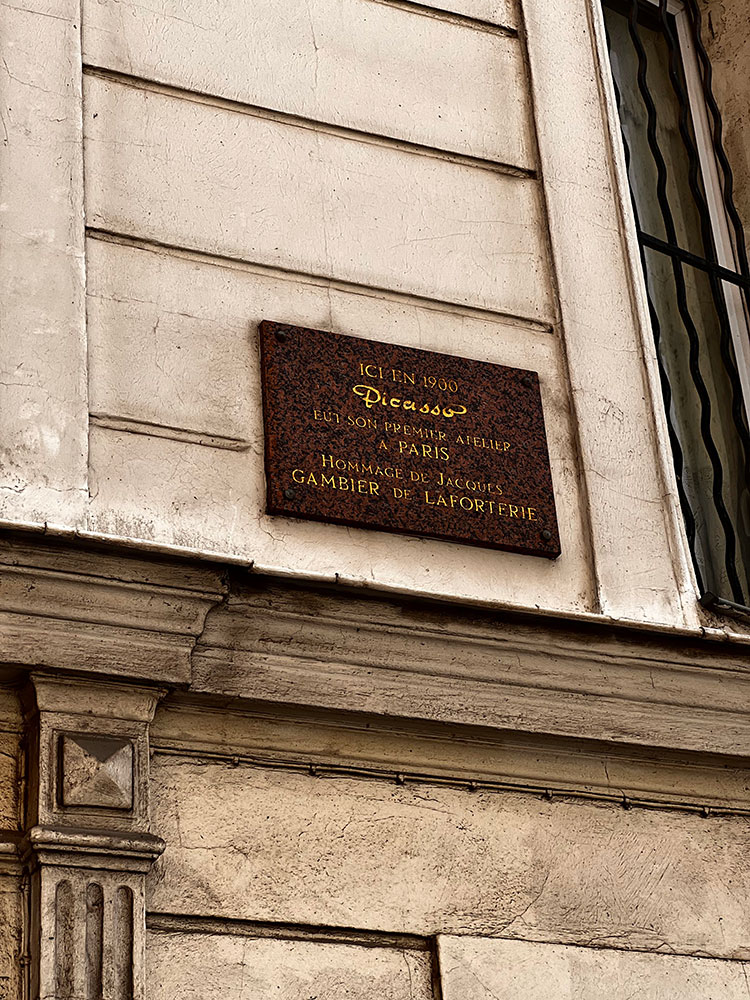 ICI EN 1900
Picasso
EUT SON PREMIER ATELIER
A PARIS
HOMMAGE DE JACQUES
GAMBIER DE LAFORTERIE